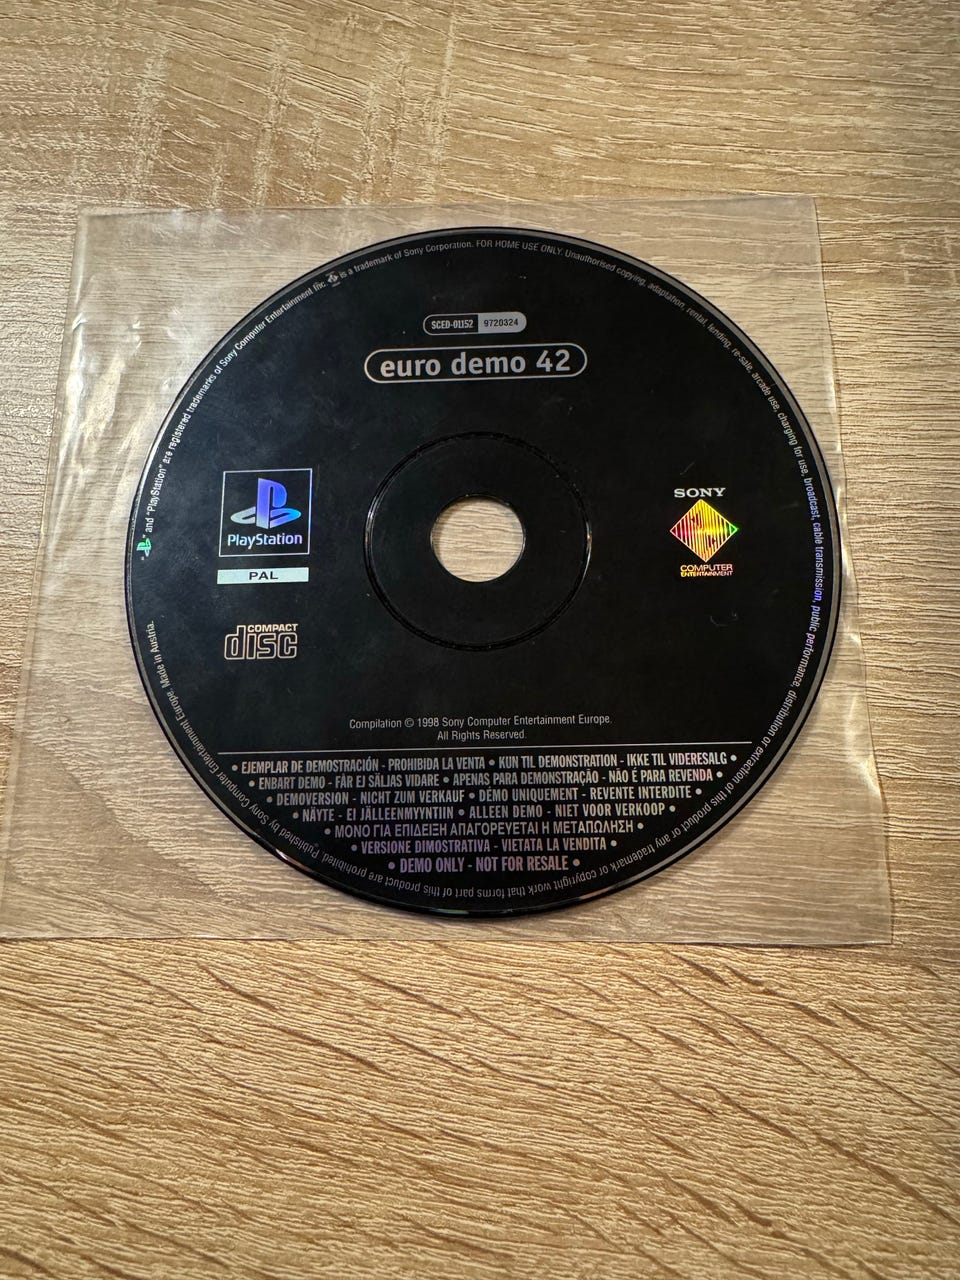 "PS" and "PlayStation" are registered trademarks of Sony Computer Entertainment Inc. is a trademark of Sony Corporation. FOR HOME USE ONLY. Unauthorised copying, adaptation, rental, lending, re-sale, arcade use, charging for use, broadcast, cable transmission, public performance, distribution or extraction of this product or any trademark or copyright work that forms part of this product are prohibited. Published by Sony Computer Entertainment Europe. Made in Austria.
SCED-01152 9720324
euro demo 42
PlayStation
PAL
SONY
COMPUTER
ENTERTAINMENT
COMPACT
disc
Compilation © 1998 Sony Computer Entertainment Europe.
All Rights Reserved.
• EJEMPLAR DE DEMOSTRACIÓN - PROHIBIDA LA VENTA • KUN TIL DEMONSTRATION - IKKE TIL VIDERESALG •
• ENBART DEMO - FÅR EJ SÄLJAS VIDARE • APENAS PARA DEMONSTRAÇÃO - NÃO É PARA REVENDA •
• DEMOVERSION - NICHT ZUM VERKAUF • DÉMO UNIQUEMENT - REVENTE INTERDITE •
• NÄYTE - EI JÄLLEENMYYNTIIN • ALLEEN DEMO - NIET VOOR VERKOOP •
• ΜΟΝΟ ΓΙΑ ΕΠΙΔΕΙΞΗ ΑΠΑΓΟΡΕΥΕΤΑΙ Η ΜΕΤΑΠΩΛΗΣΗ •
• VERSIONE DIMOSTRATIVA - VIETATA LA VENDITA •
• DEMO ONLY - NOT FOR RESALE •